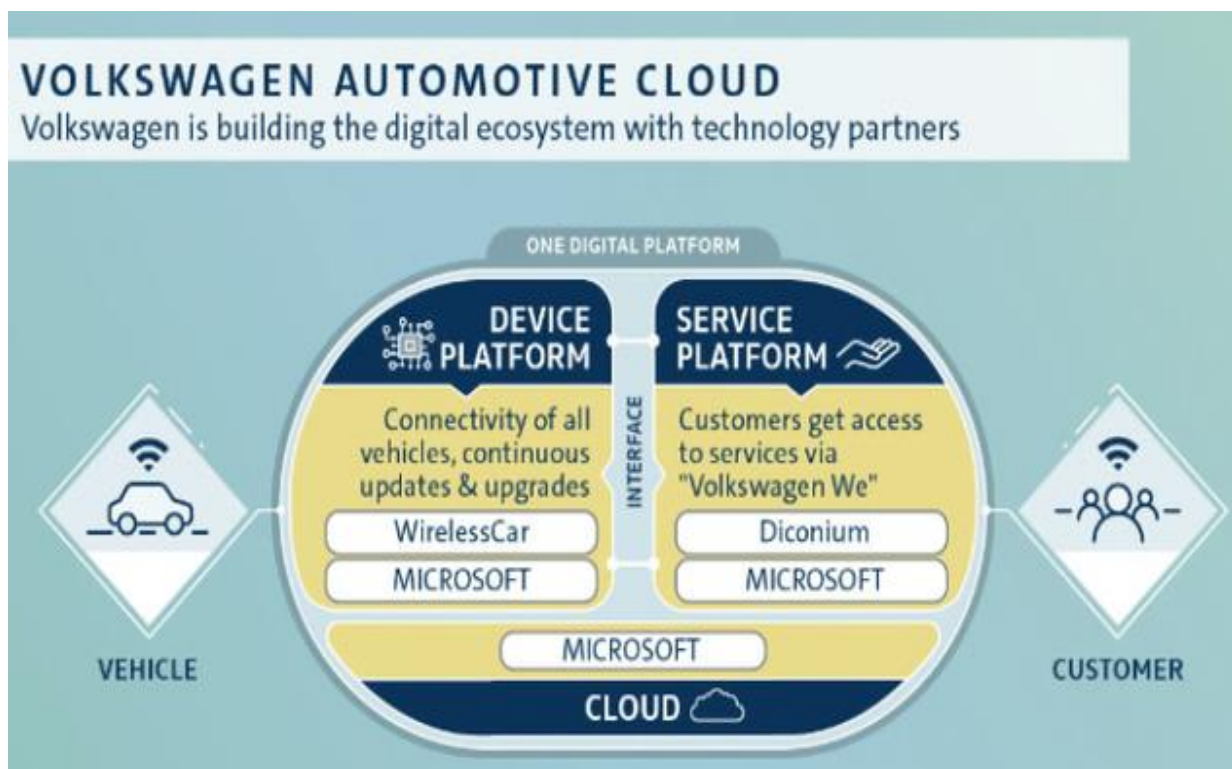 VOLKSWAGEN AUTOMOTIVE CLOUD
Volkswagen is building the digital ecosystem with technology partners
ONE DIGITAL PLATFORM
DEVICE
PLATFORM
Connectivity of all
vehicles, continuous
updates & upgrades
WirelessCar
MICROSOFT
INTERFACE
SERVICE
PLATFORM
Customers get access
to services via
"Volkswagen We"
Diconium
MICROSOFT
MICROSOFT
CLOUD
VEHICLE
CUSTOMER